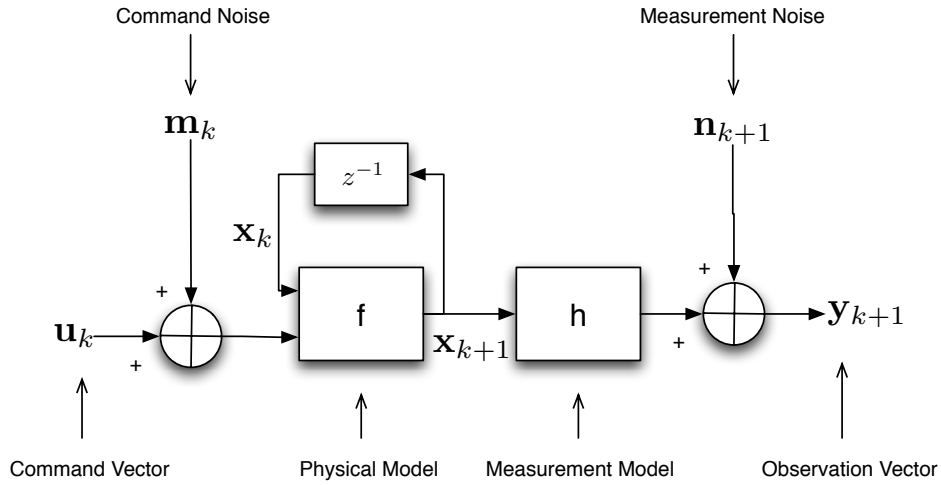 Command Noise
Measurement Noise
m_k
n_{k+1}
z^{-1}
x_k
+
+
f
h
u_k
y_{k+1}
x_{k+1}
+
+
Command Vector
Physical Model
Measurement Model
Observation Vector